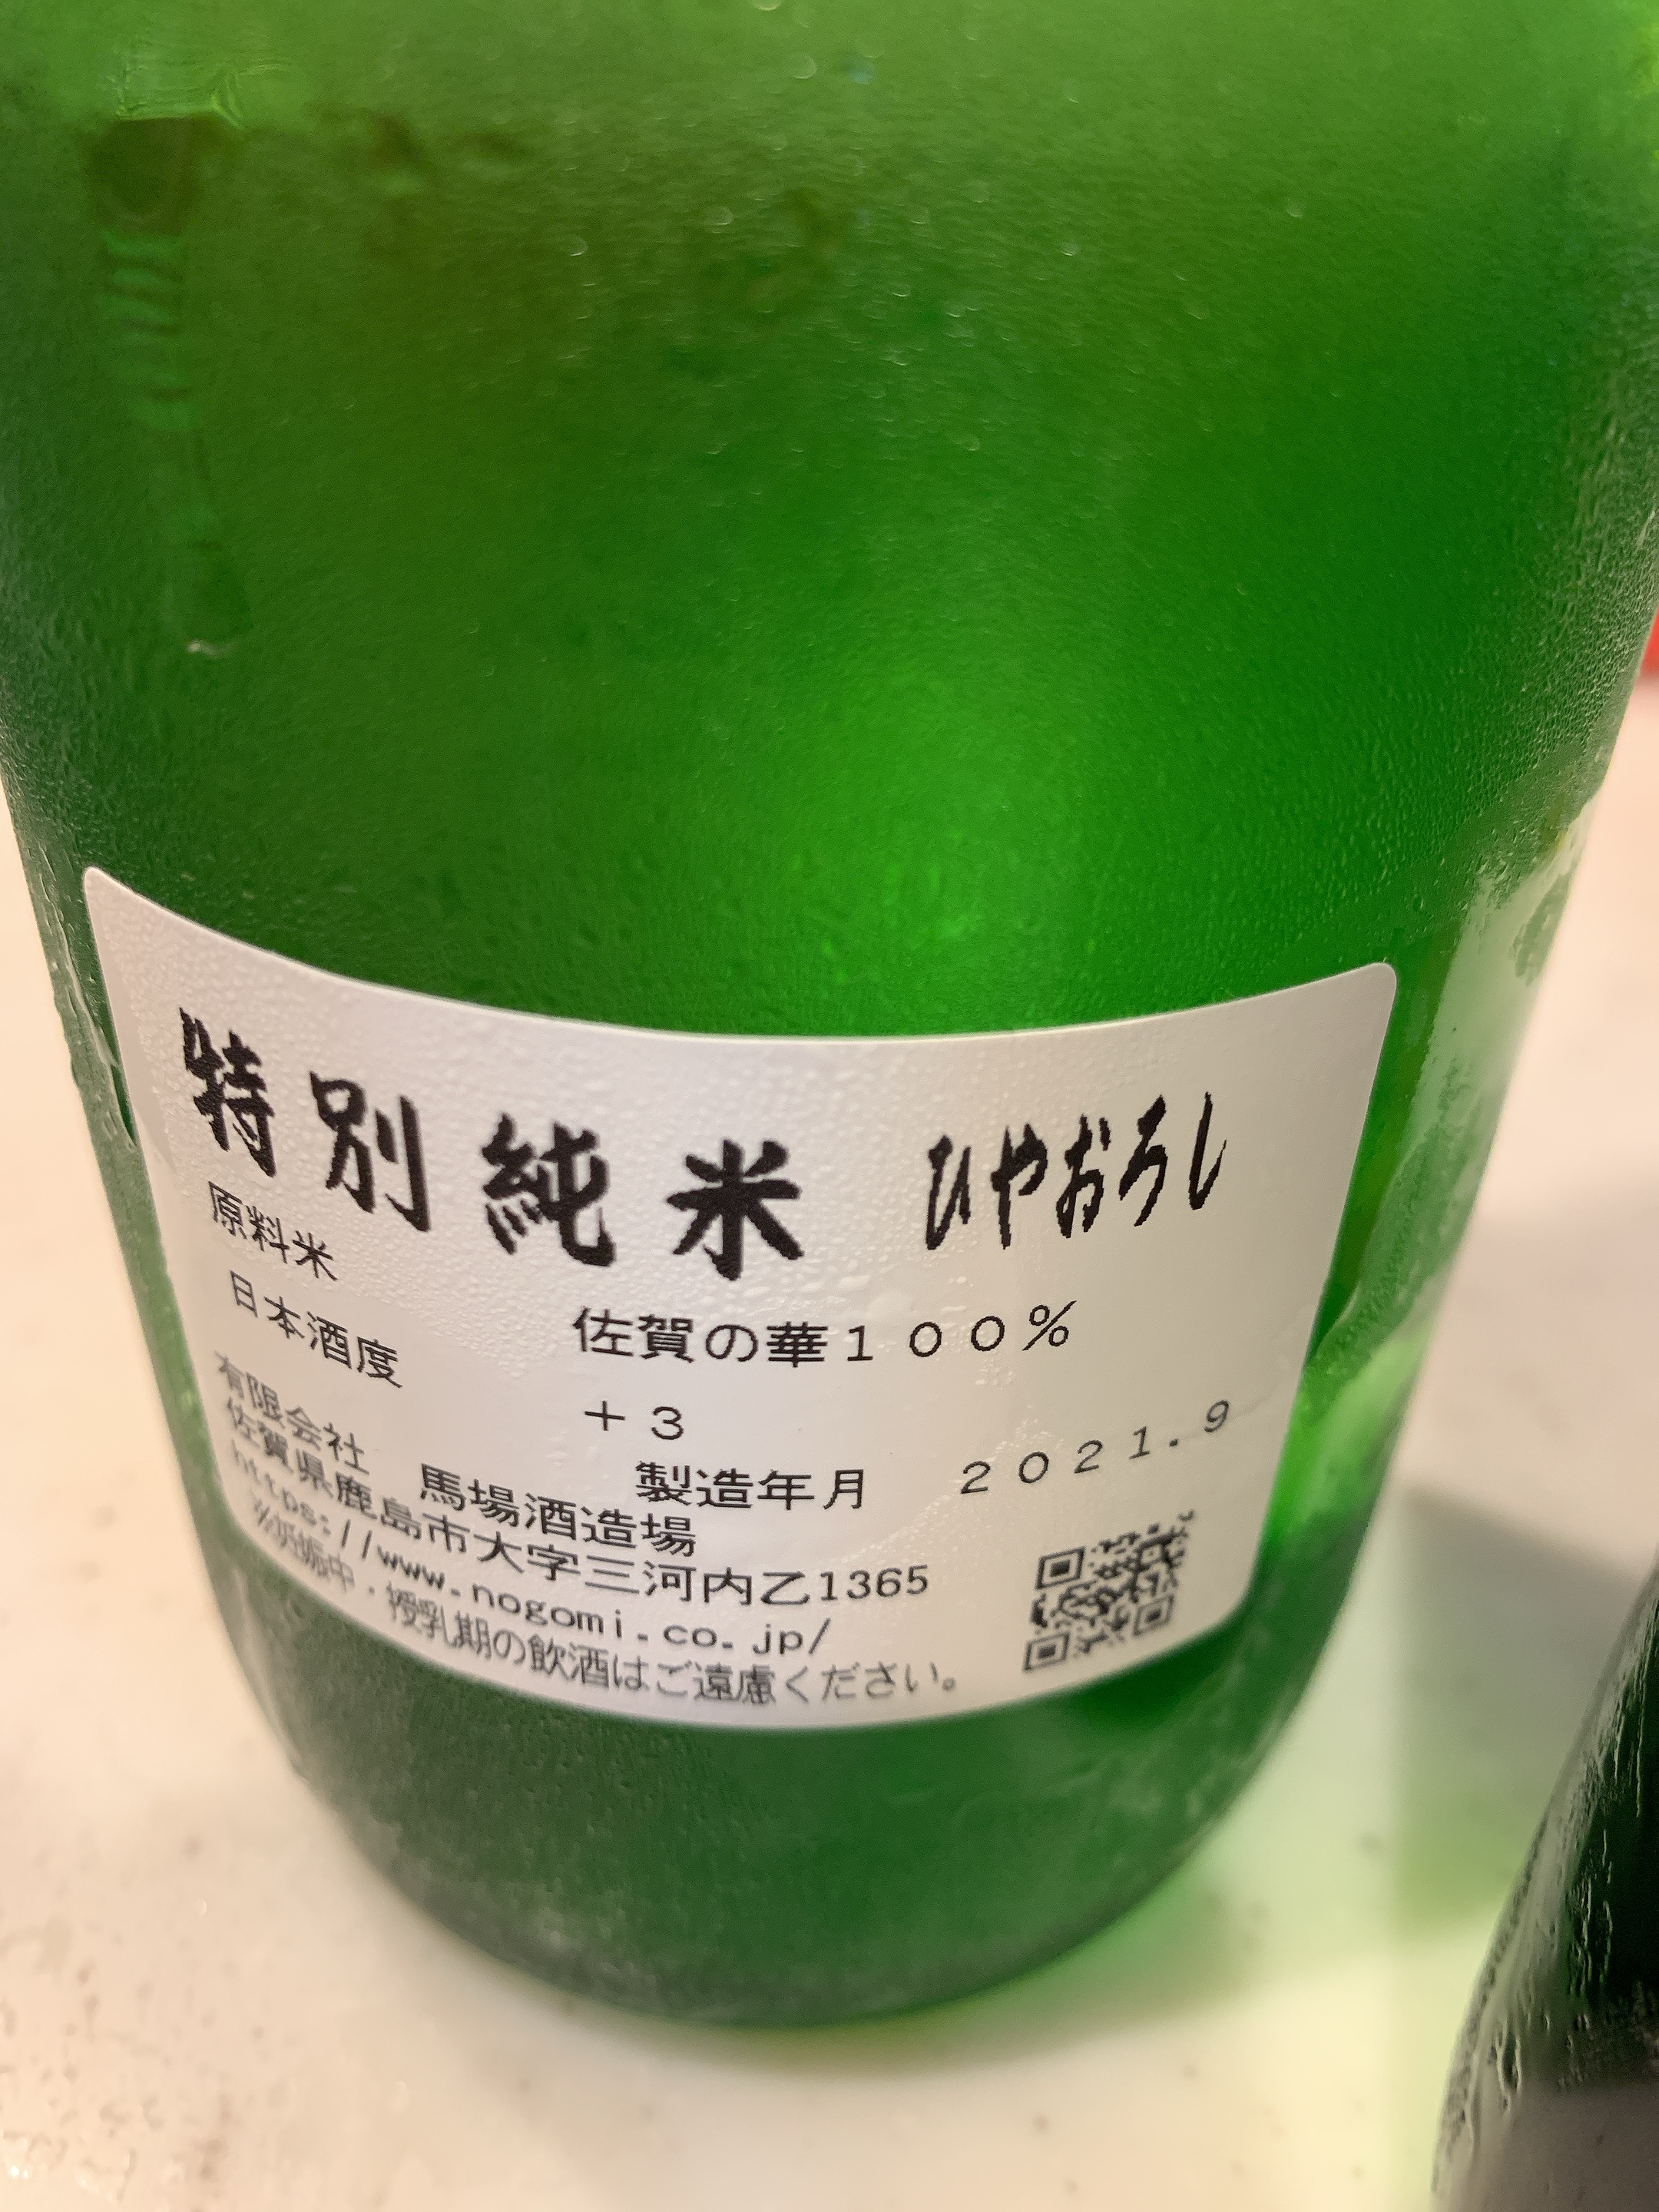 特別純米 ひやおろし
原料米 佐賀の華100%
日本酒度 +3
製造年月 2021.9
有限会社 馬場酒造場
佐賀県鹿島市大字三河内乙1365
https://www.nogomi.co.jp/
※妊娠中・授乳期の飲酒はご遠慮ください。